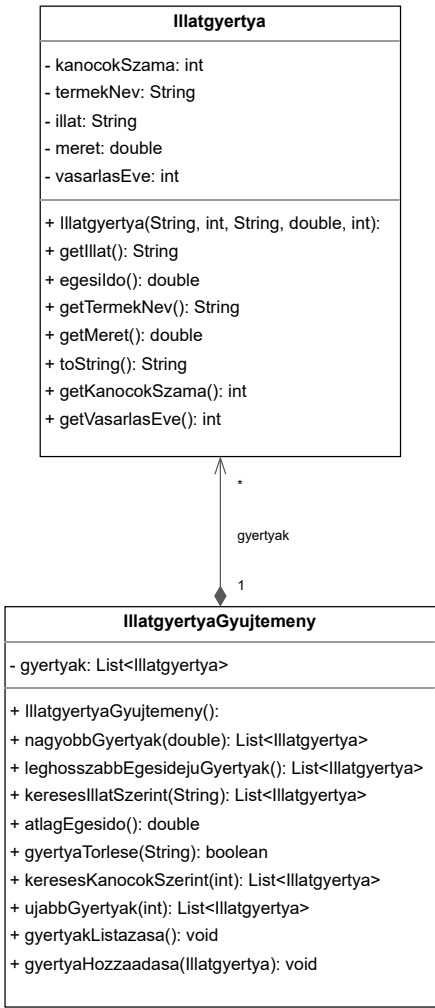 Illatgyertya
- kanocokSzama: int
- termekNev: String
- illat: String
- meret: double
- vasarlasEve: int
+ Illatgyertya(String, int, String, double, int):
+ getIllat(): String
+ egesiIdo(): double
+ getTermekNev(): String
+ getMeret(): double
+ toString(): String
+ getKanocokSzama(): int
+ getVasarlasEve(): int
*
gyertyak
1
IllatgyertyaGyujtemeny
- gyertyak: List<Illatgyertya>
+ IllatgyertyaGyujtemeny():
+ nagyobbGyertyak(double): List<Illatgyertya>
+ leghosszabbEgesidejuGyertyak(): List<Illatgyertya>
+ keresesIllatSzerint(String): List<Illatgyertya>
+ atlagEgesido(): double
+ gyertyaTorlese(String): boolean
+ keresesKanocokSzerint(int): List<Illatgyertya>
+ ujabbGyertyak(int): List<Illatgyertya>
+ gyertyakListazasa(): void
+ gyertyaHozzaadasa(Illatgyertya): void